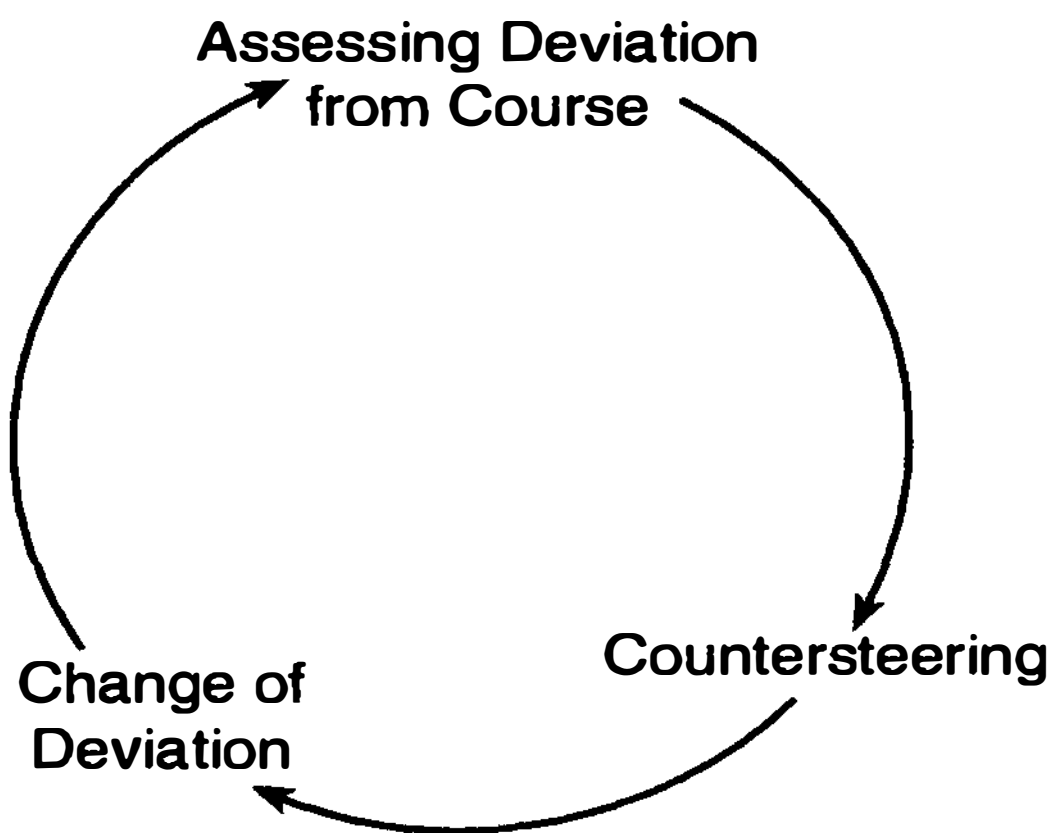 Assessing Deviation
from Course
Countersteering
Change of
Deviation